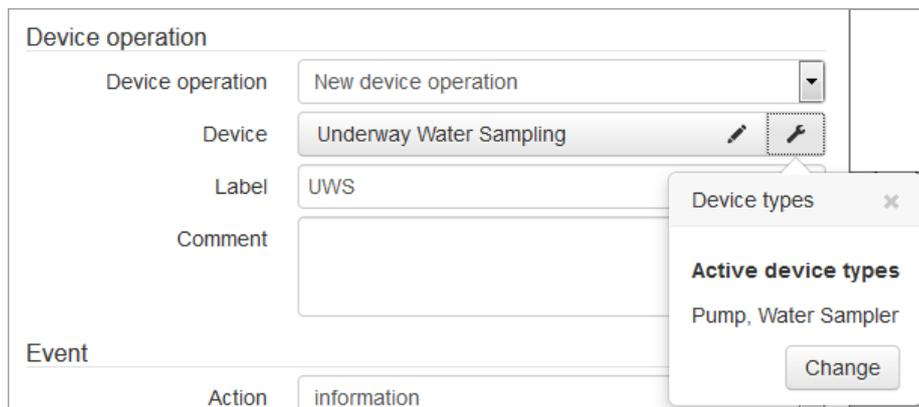 Device operation
Device operation New device operation
Device Underway Water Sampling
Label UWS
Device types ×
Comment
Active device types
Pump, Water Sampler
Event
Change
Action information